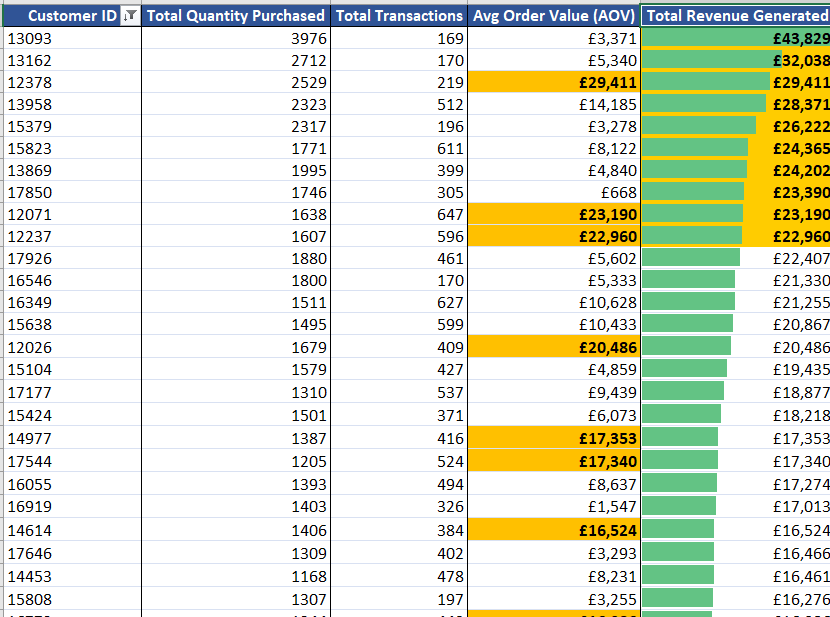 Customer ID Total Quantity Purchased Total Transactions Avg Order Value (AOV) Total Revenue Generated
13093 3976 169 £3,371 £43,829
13162 2712 170 £5,340 £32,038
12378 2529 219 £29,411 £29,411
13958 2323 512 £14,185 £28,371
15379 2317 196 £3,278 £26,222
15823 1771 611 £8,122 £24,365
13869 1995 399 £4,840 £24,202
17850 1746 305 £668 £23,390
12071 1638 647 £23,190 £23,190
12237 1607 596 £22,960 £22,960
17926 1880 461 £5,602 £22,407
16546 1800 170 £5,333 £21,330
16349 1511 627 £10,628 £21,255
15638 1495 599 £10,433 £20,867
12026 1679 409 £20,486 £20,486
15104 1579 427 £4,859 £19,435
17177 1310 537 £9,439 £18,877
15424 1501 371 £6,073 £18,218
14977 1387 416 £17,353 £17,353
17544 1205 524 £17,340 £17,340
16055 1393 494 £8,637 £17,274
16919 1403 326 £1,547 £17,013
14614 1406 384 £16,524 £16,524
17646 1309 402 £3,293 £16,466
14453 1168 478 £8,231 £16,461
15808 1307 197 £3,255 £16,276